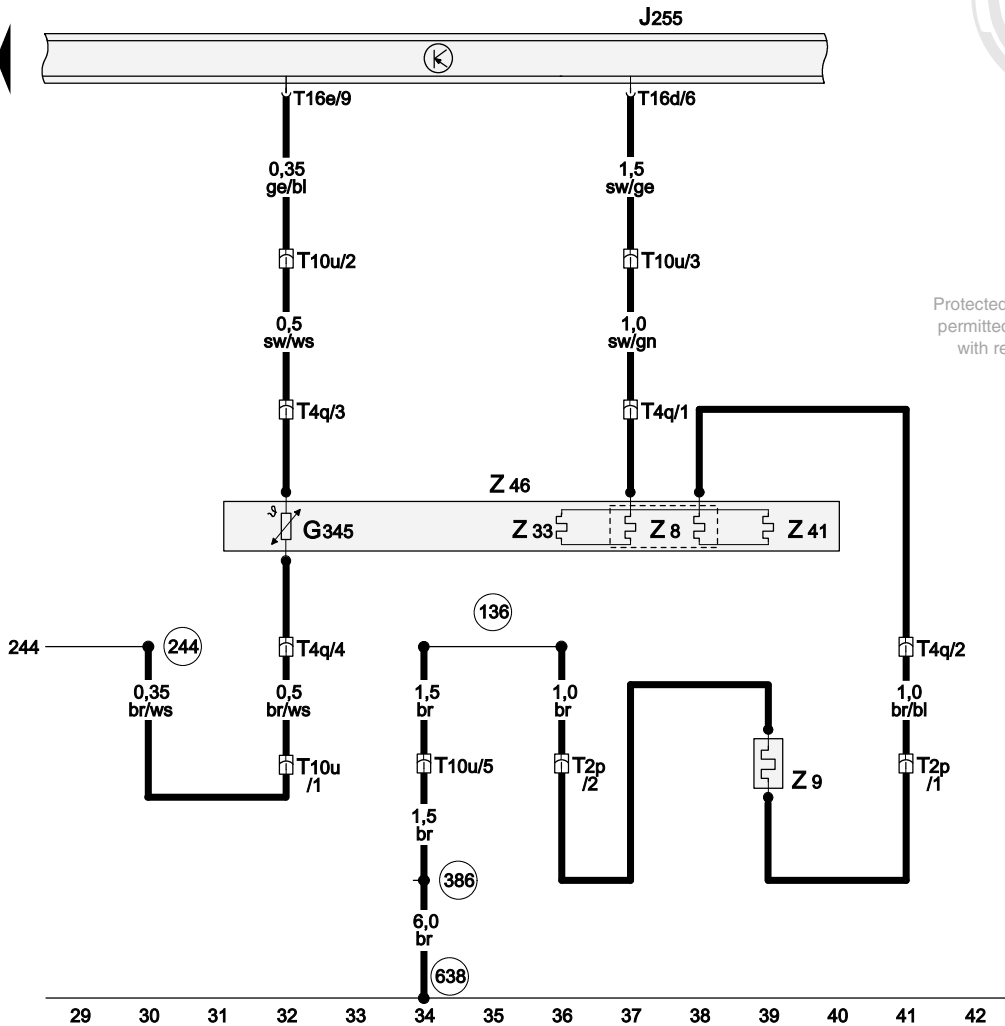 J255
T16e/9
T16d/6
0,35
ge/bl
1,5
sw/ge
T10u/2
T10u/3
Protected
permitted
with re
0,5
sw/ws
1,0
sw/gn
T4q/3
T4q/1
Z 46
G345
Z 33
Z 8
Z 41
136
244
244
T4q/4
T4q/2
0,35
br/ws
0,5
br/ws
1,5
br
1,0
br
1,0
br/bl
T10u
/1
T10u/5
T2p
/2
Z 9
T2p
/1
1,5
br
386
6,0
br
638
29 30 31 32 33 34 35 36 37 38 39 40 41 42